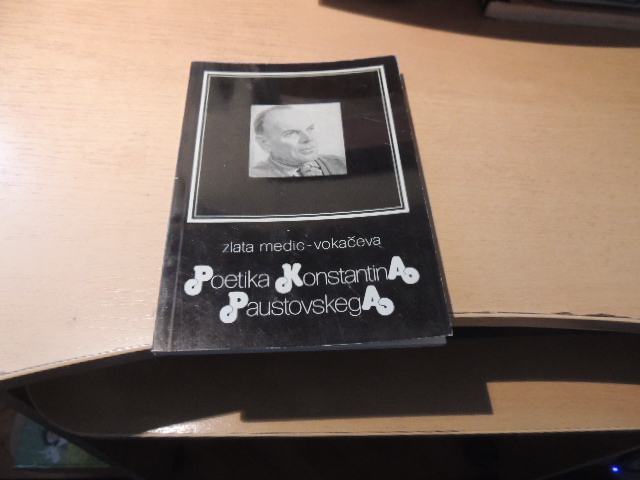 zlata medic-vokačeva
Poetika KonstantinA
PaustovskegA